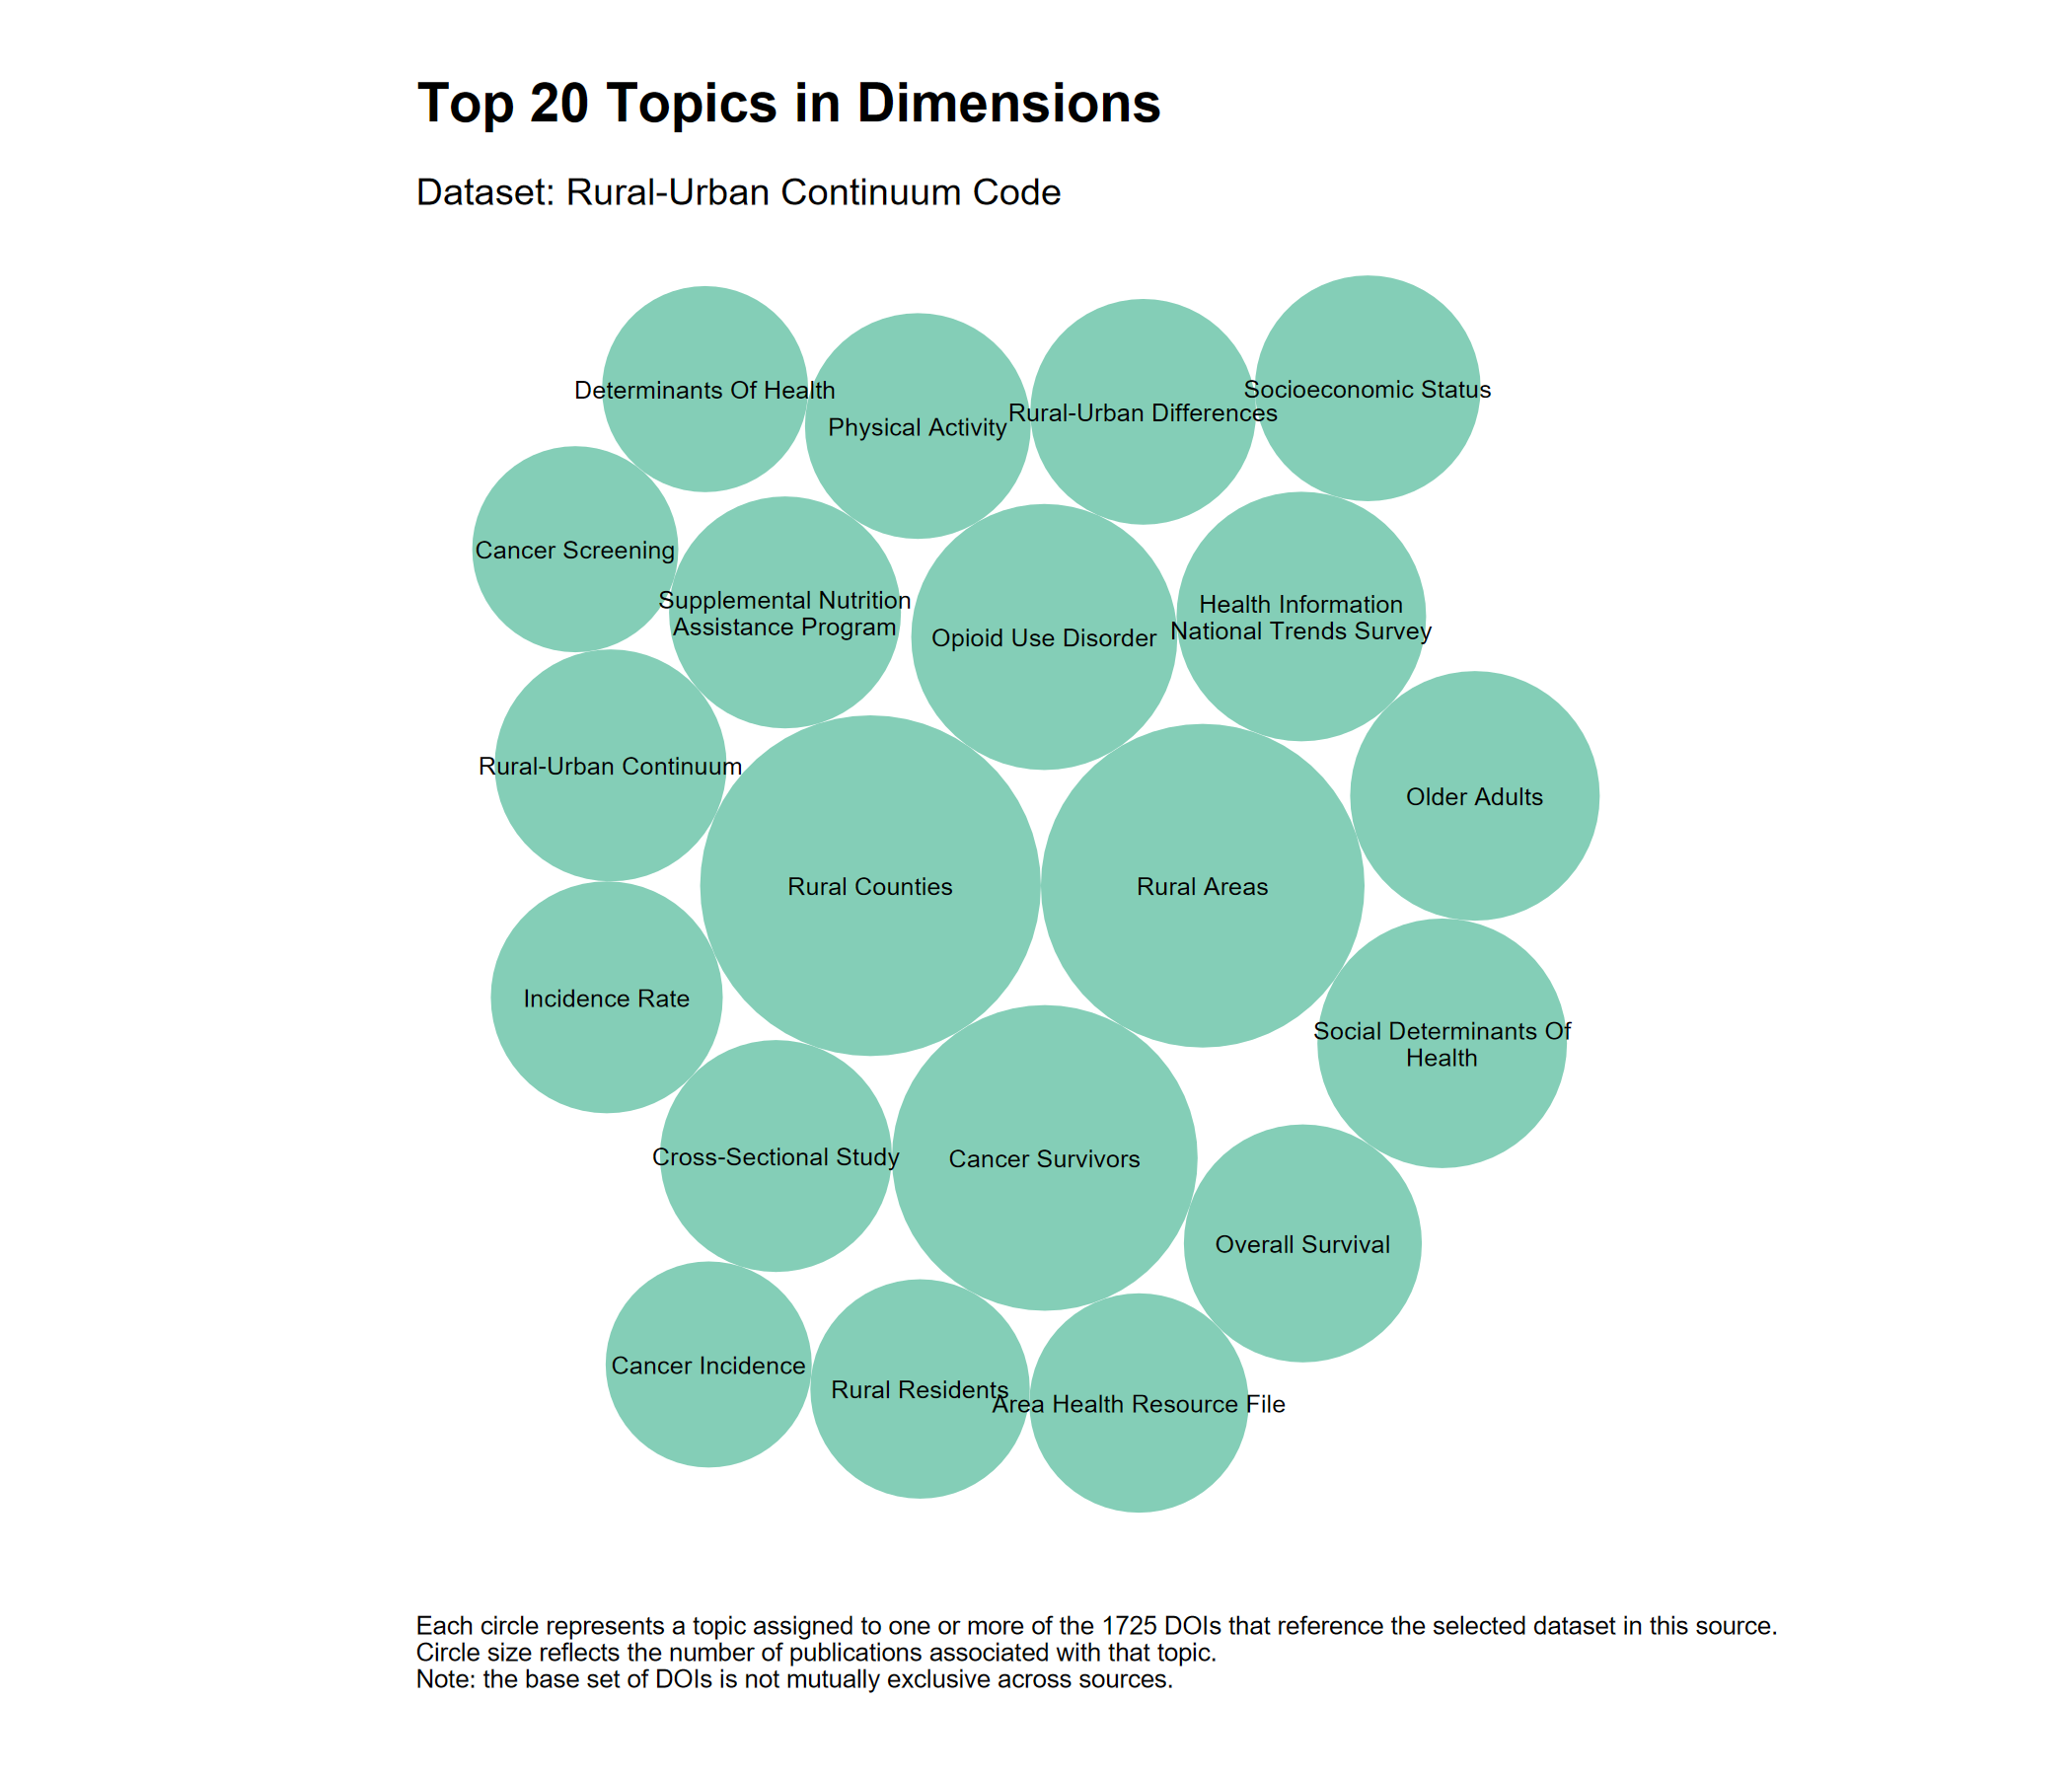 Top 20 Topics in Dimensions
Dataset: Rural-Urban Continuum Code
Determinants Of Health
Physical Activity
Rural-Urban Differences
Socioeconomic Status
Cancer Screening
Supplemental Nutrition
Assistance Program
Opioid Use Disorder
Health Information
National Trends Survey
Rural-Urban Continuum
Older Adults
Rural Counties
Rural Areas
Incidence Rate
Social Determinants Of
Health
Cross-Sectional Study
Cancer Survivors
Overall Survival
Cancer Incidence
Rural Residents
Area Health Resource File
Each circle represents a topic assigned to one or more of the 1725 DOIs that reference the selected dataset in this source.
Circle size reflects the number of publications associated with that topic.
Note: the base set of DOIs is not mutually exclusive across sources.